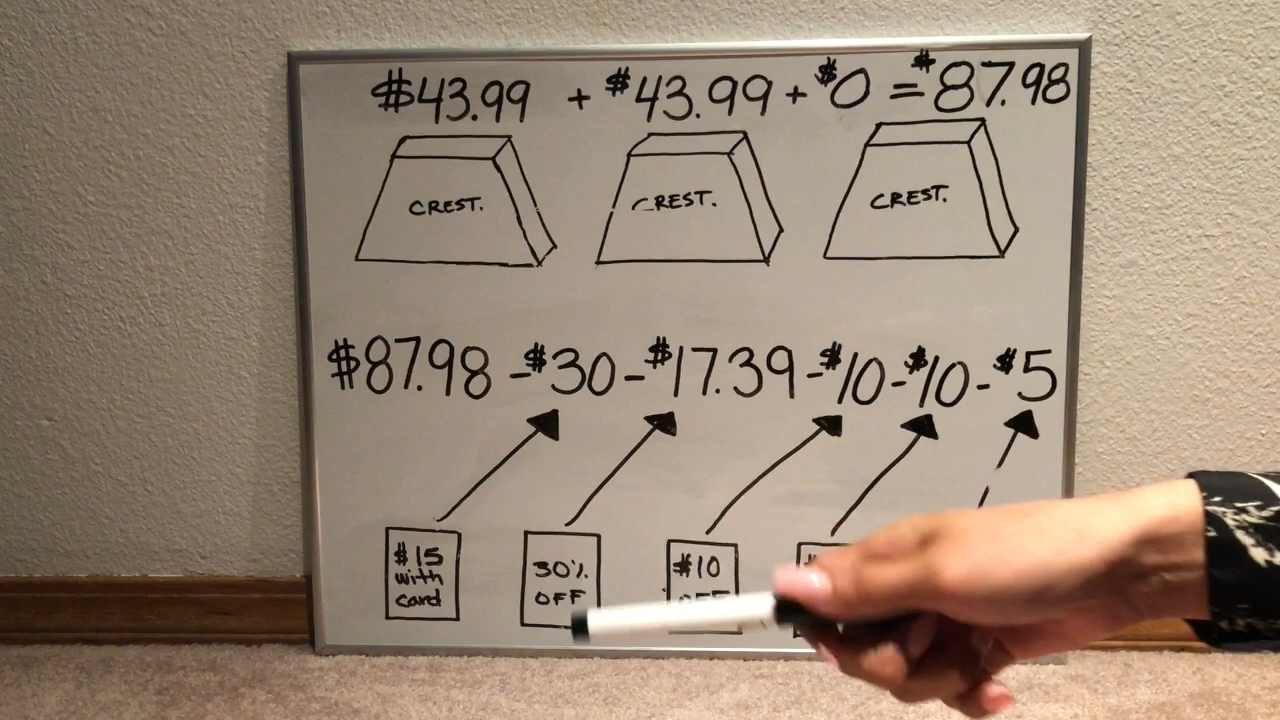 $43.99 + $43.99 + $0 = $87.98
CREST. CREST. CREST.
$87.98 - $30 - $17.39 - $10 - $10 - $5
$15
with
card
30%
OFF
$10
OFF
$